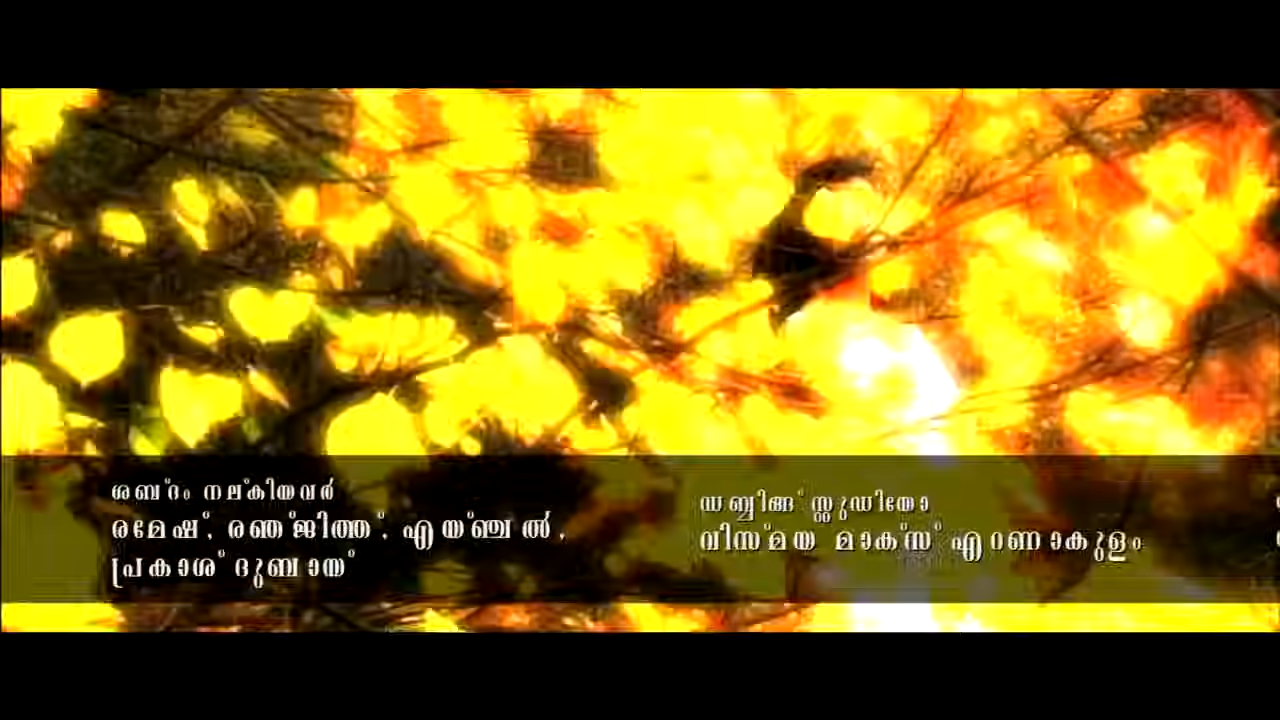 ശബ്ദം നല്കിയവർ
രമേഷ്, രഞ്ജിത്ത്, എയ്ഞ്ചൽ,
പ്രകാശ് ദുബായ്
ഡബ്ബിങ്ങ് സ്റ്റുഡിയോ
വിസ്മയ മാക്സ് എറണാകുളം